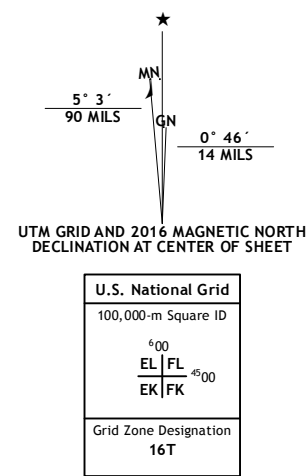 ★
MN
5° 3´
90 MILS
GN
0° 46´
14 MILS
UTM GRID AND 2016 MAGNETIC NORTH
DECLINATION AT CENTER OF SHEET
U.S. National Grid
100,000-m Square ID
⁶00
EL FL
⁴⁵00
EK FK
Grid Zone Designation
16T